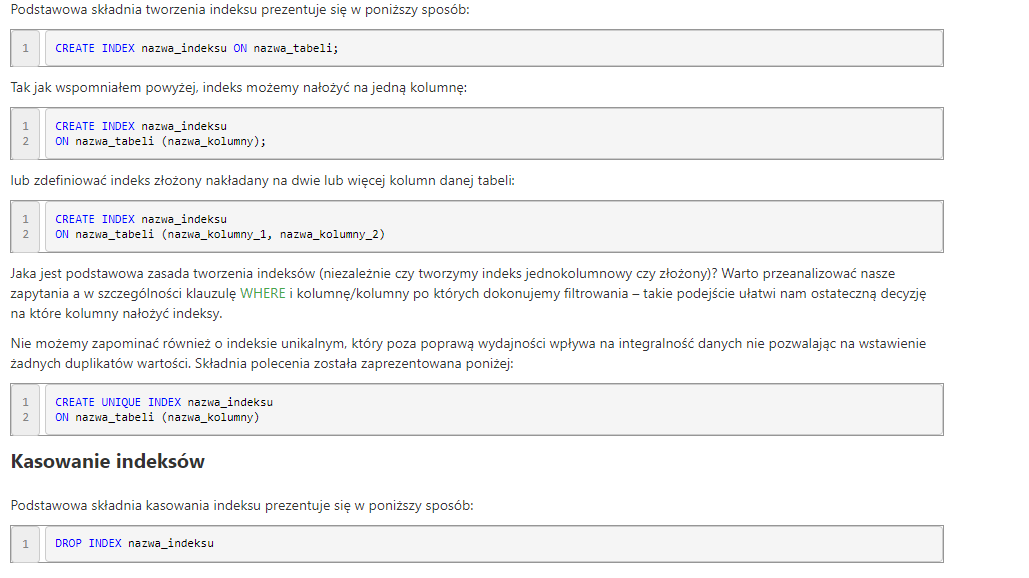 Podstawowa składnia tworzenia indeksu prezentuje się w poniższy sposób:
1 CREATE INDEX nazwa_indeksu ON nazwa_tabeli;
Tak jak wspomniałem powyżej, indeks możemy nałożyć na jedną kolumnę:
1 CREATE INDEX nazwa_indeksu
2 ON nazwa_tabeli (nazwa_kolumny);
lub zdefiniować indeks złożony nakładany na dwie lub więcej kolumn danej tabeli:
1 CREATE INDEX nazwa_indeksu
2 ON nazwa_tabeli (nazwa_kolumny_1, nazwa_kolumny_2)
Jaka jest podstawowa zasada tworzenia indeksów (niezależnie czy tworzymy indeks jednokolumnowy czy złożony)? Warto przeanalizować nasze
zapytania a w szczególności klauzulę WHERE i kolumnę/kolumny po których dokonujemy filtrowania – takie podejście ułatwi nam ostateczną decyzję
na które kolumny nałożyć indeksy.
Nie możemy zapominać również o indeksie unikalnym, który poza poprawą wydajności wpływa na integralność danych nie pozwalając na wstawienie
żadnych duplikatów wartości. Składnia polecenia została zaprezentowana poniżej:
1 CREATE UNIQUE INDEX nazwa_indeksu
2 ON nazwa_tabeli (nazwa_kolumny)
Kasowanie indeksów
Podstawowa składnia kasowania indeksu prezentuje się w poniższy sposób:
1 DROP INDEX nazwa_indeksu